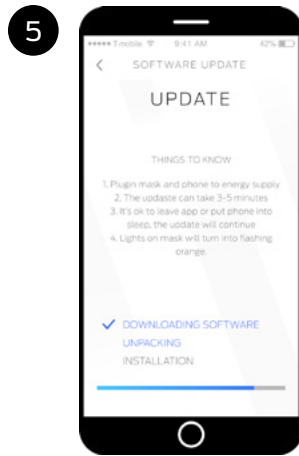 5
T-mobile 9:41 AM 42%
SOFTWARE UPDATE
UPDATE
THINGS TO KNOW
1. Plugin mask and phone to energy supply
2. The updaste can take 3-5 minutes
3. It's ok to leave app or put phone into
sleep, the update will continue
4. Lights on mask will turn into flashing
orange.
DOWNLOADING SOFTWARE
UNPACKING
INSTALLATION